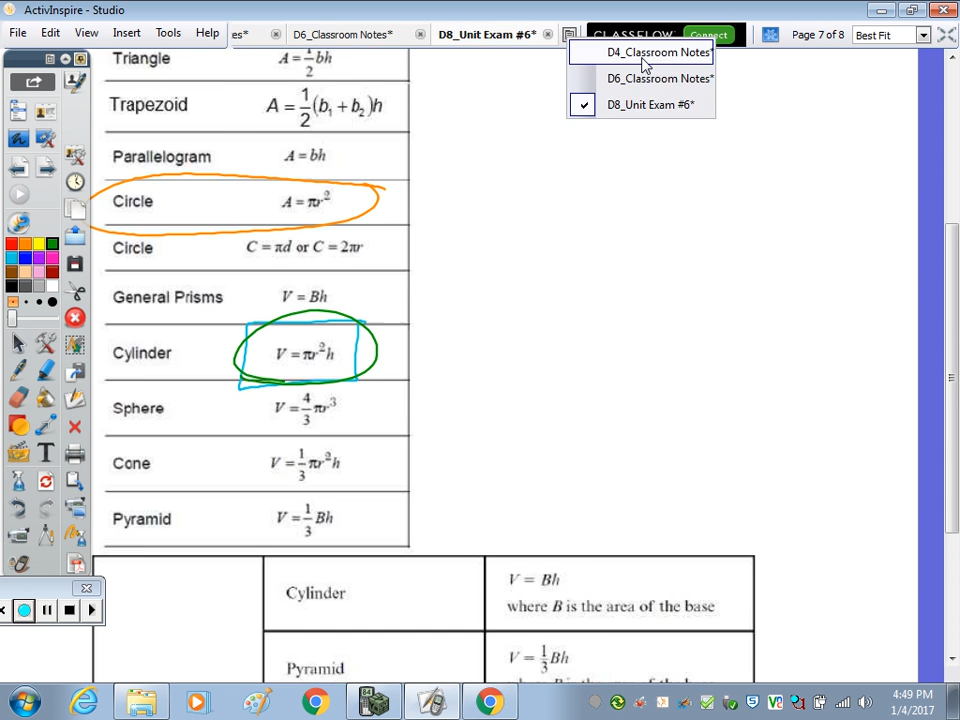 ActivInspire - Studio
File Edit View Insert Tools Help es* D6_Classroom Notes* D8_Unit Exam #6* CLASSFLOW Connect Page 7 of 8 Best Fit
D4_Classroom Notes*
D6_Classroom Notes*
D8_Unit Exam #6*
Triangle A = 1/2 bh
Trapezoid A = 1/2 (b₁ + b₂)h
Parallelogram A = bh
Circle A = πr²
Circle C = πd or C = 2πr
General Prisms V = Bh
Cylinder V = πr²h
Sphere V = 4/3 πr³
Cone V = 1/3 πr²h
Pyramid V = 1/3 Bh
Cylinder V = Bh
where B is the area of the base
Pyramid V = 1/3 Bh
4:49 PM
1/4/2017